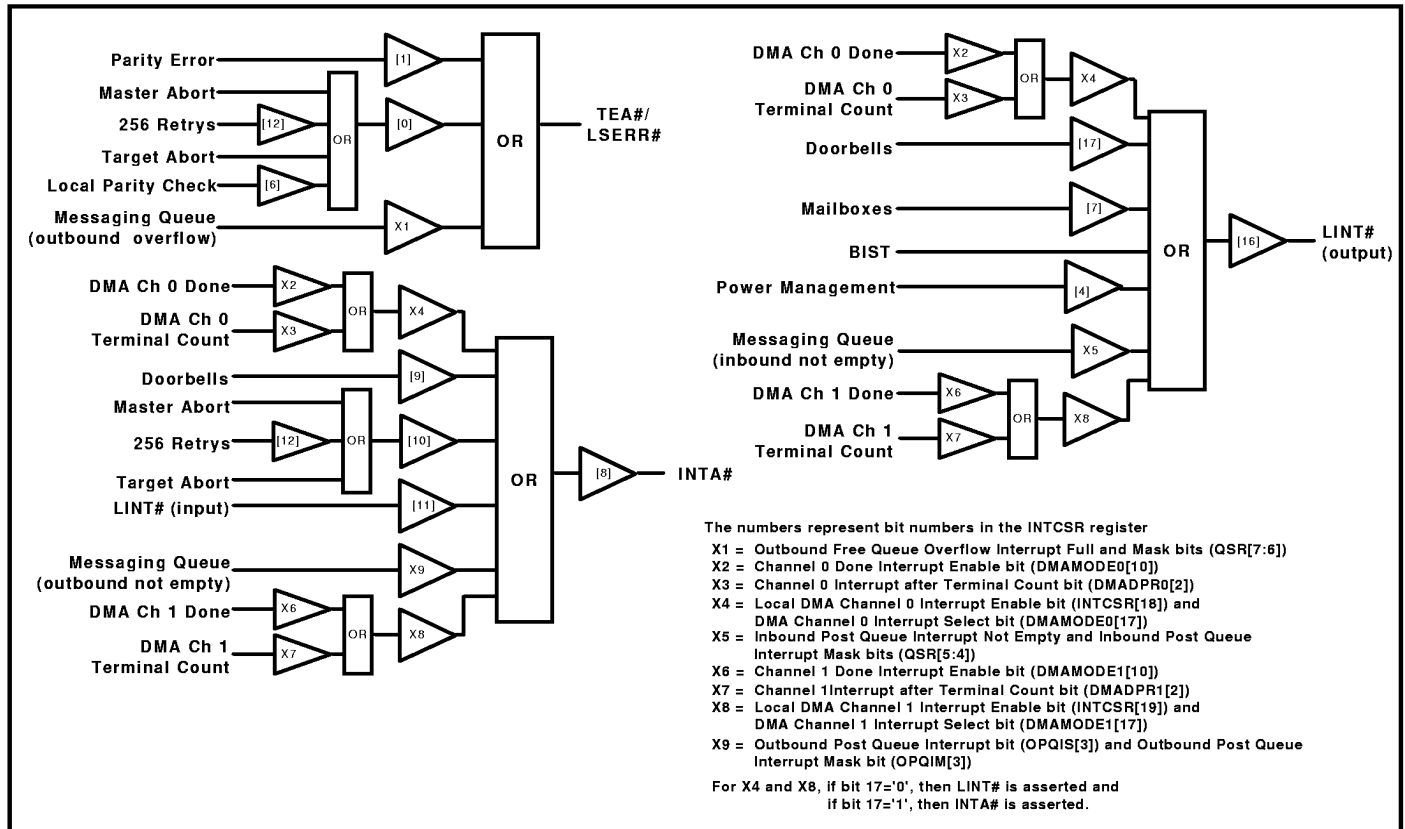 Parity Error
[1]
Master Abort
256 Retrys
[12]
OR
[0]
Target Abort
Local Parity Check
[6]
Messaging Queue
(outbound overflow)
X1
OR
TEA#/
LSERR#
DMA Ch 0 Done
X2
DMA Ch 0
Terminal Count
X3
OR
X4
Doorbells
[9]
Master Abort
256 Retrys
[12]
OR
[10]
Target Abort
LINT# (input)
[11]
Messaging Queue
(outbound not empty)
X9
DMA Ch 1 Done
X6
DMA Ch 1
Terminal Count
X7
OR
X8
OR
[8]
INTA#
DMA Ch 0 Done
X2
DMA Ch 0
Terminal Count
X3
OR
X4
Doorbells
[17]
Mailboxes
[7]
BIST
Power Management
[4]
Messaging Queue
(inbound not empty)
X5
DMA Ch 1 Done
X6
DMA Ch 1
Terminal Count
X7
OR
X8
OR
[16]
LINT#
(output)
The numbers represent bit numbers in the INTCSR register
X1 = Outbound Free Queue Overflow Interrupt Full and Mask bits (QSR[7:6])
X2 = Channel 0 Done Interrupt Enable bit (DMAMODE0[10])
X3 = Channel 0 Interrupt after Terminal Count bit (DMADPR0[2])
X4 = Local DMA Channel 0 Interrupt Enable bit (INTCSR[18]) and
DMA Channel 0 Interrupt Select bit (DMAMODE0[17])
X5 = Inbound Post Queue Interrupt Not Empty and Inbound Post Queue
Interrupt Mask bits (QSR[5:4])
X6 = Channel 1 Done Interrupt Enable bit (DMAMODE1[10])
X7 = Channel 1Interrupt after Terminal Count bit (DMADPR1[2])
X8 = Local DMA Channel 1 Interrupt Enable bit (INTCSR[19]) and
DMA Channel 1 Interrupt Select bit (DMAMODE1[17])
X9 = Outbound Post Queue Interrupt bit (OPQIS[3]) and Outbound Post Queue
Interrupt Mask bit (OPQIM[3])
For X4 and X8, if bit 17='0', then LINT# is asserted and
if bit 17='1', then INTA# is asserted.